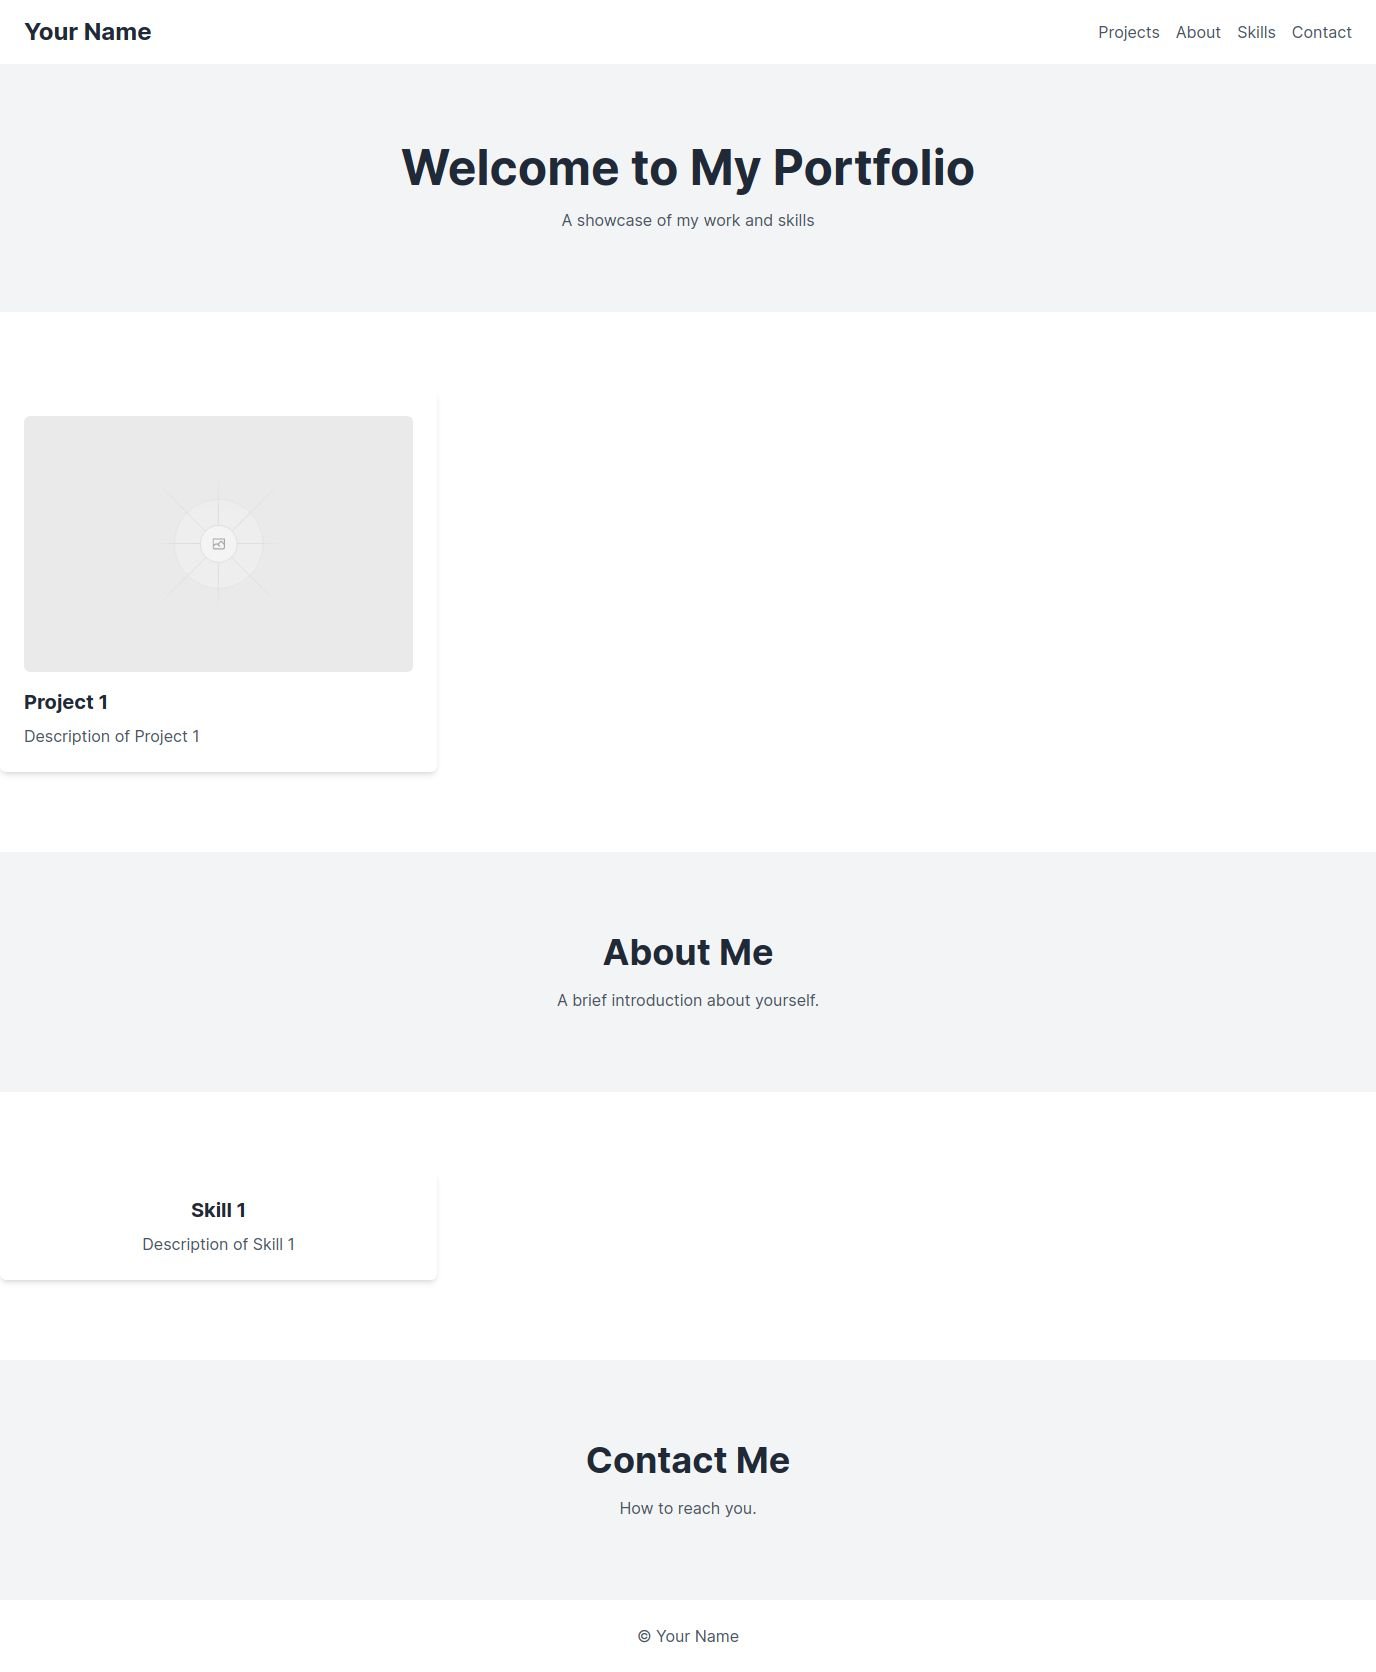 Your Name
Projects About Skills Contact
Welcome to My Portfolio
A showcase of my work and skills
Project 1
Description of Project 1
About Me
A brief introduction about yourself.
Skill 1
Description of Skill 1
Contact Me
How to reach you.
© Your Name